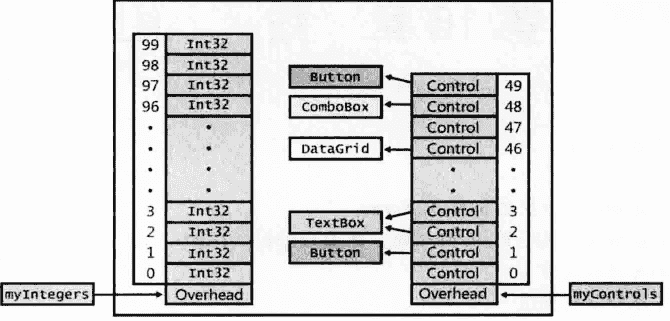 99 Int32
98 Int32
97 Int32
96 Int32
3 Int32
2 Int32
1 Int32
0 Int32
myIntegers Overhead
Button Control 49
ComboBox Control 48
Control 47
DataGrid Control 46
Control 3
TextBox
Control 2
Button Control 1
Control 0
Overhead myControls